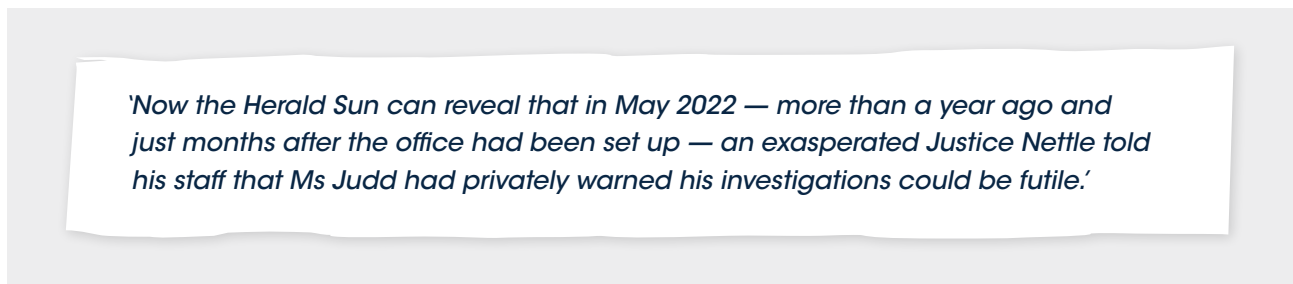 ‘Now the Herald Sun can reveal that in May 2022 — more than a year ago and
just months after the office had been set up — an exasperated Justice Nettle told
his staff that Ms Judd had privately warned his investigations could be futile.’